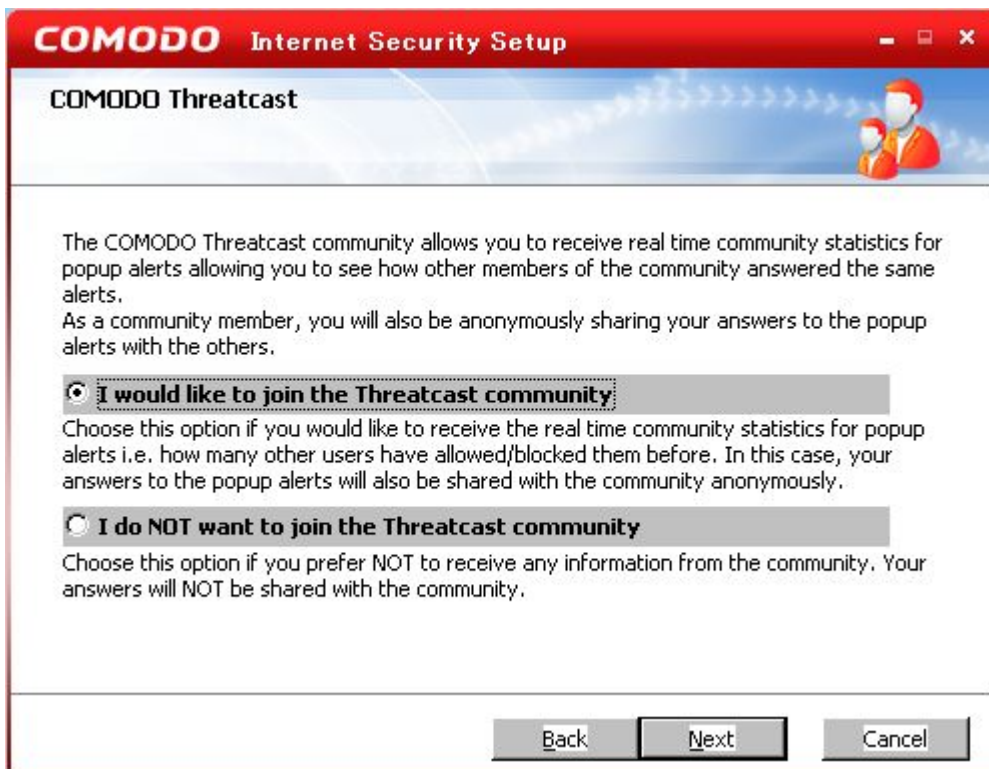 COMODO Internet Security Setup
COMODO Threatcast
The COMODO Threatcast community allows you to receive real time community statistics for
popup alerts allowing you to see how other members of the community answered the same
alerts.
As a community member, you will also be anonymously sharing your answers to the popup
alerts with the others.
I would like to join the Threatcast community
Choose this option if you would like to receive the real time community statistics for popup
alerts i.e. how many other users have allowed/blocked them before. In this case, your
answers to the popup alerts will also be shared with the community anonymously.
I do NOT want to join the Threatcast community
Choose this option if you prefer NOT to receive any information from the community. Your
answers will NOT be shared with the community.
Back Next Cancel